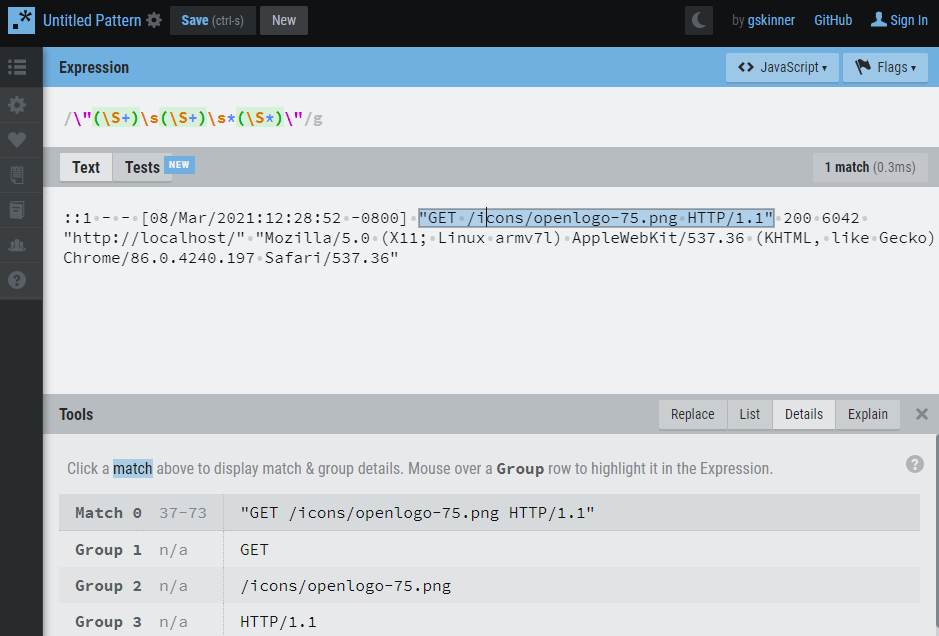 Untitled Pattern Save (ctrl-s) New by gskinner GitHub Sign In
Expression JavaScript ▾ Flags ▾
/\"(\S+)\s(\S+)\s*(\S*)\"/g
Text Tests NEW 1 match (0.3ms)
::1 - - [08/Mar/2021:12:28:52 -0800] "GET /icons/openlogo-75.png HTTP/1.1" 200 6042
"http://localhost/" "Mozilla/5.0 (X11; Linux armv7l) AppleWebKit/537.36 (KHTML, like Gecko)
Chrome/86.0.4240.197 Safari/537.36"
Tools Replace List Details Explain ×
Click a match above to display match & group details. Mouse over a Group row to highlight it in the Expression. ?
Match 0 37-73 "GET /icons/openlogo-75.png HTTP/1.1"
Group 1 n/a GET
Group 2 n/a /icons/openlogo-75.png
Group 3 n/a HTTP/1.1